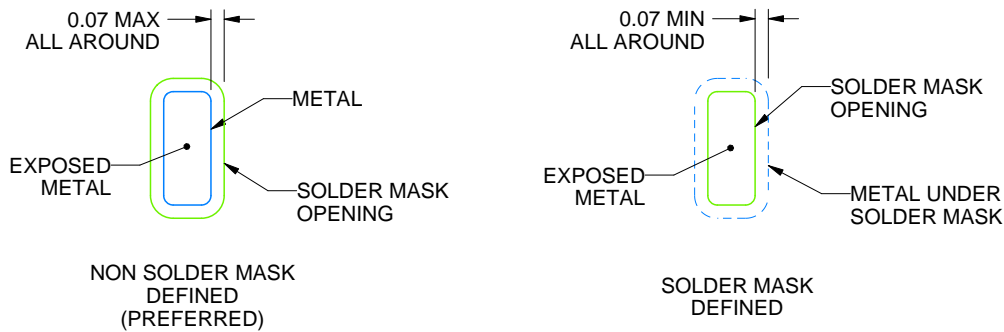 0.07 MAX
ALL AROUND
METAL
EXPOSED
METAL
SOLDER MASK
OPENING
NON SOLDER MASK
DEFINED
(PREFERRED)
0.07 MIN
ALL AROUND
SOLDER MASK
OPENING
EXPOSED
METAL
METAL UNDER
SOLDER MASK
SOLDER MASK
DEFINED